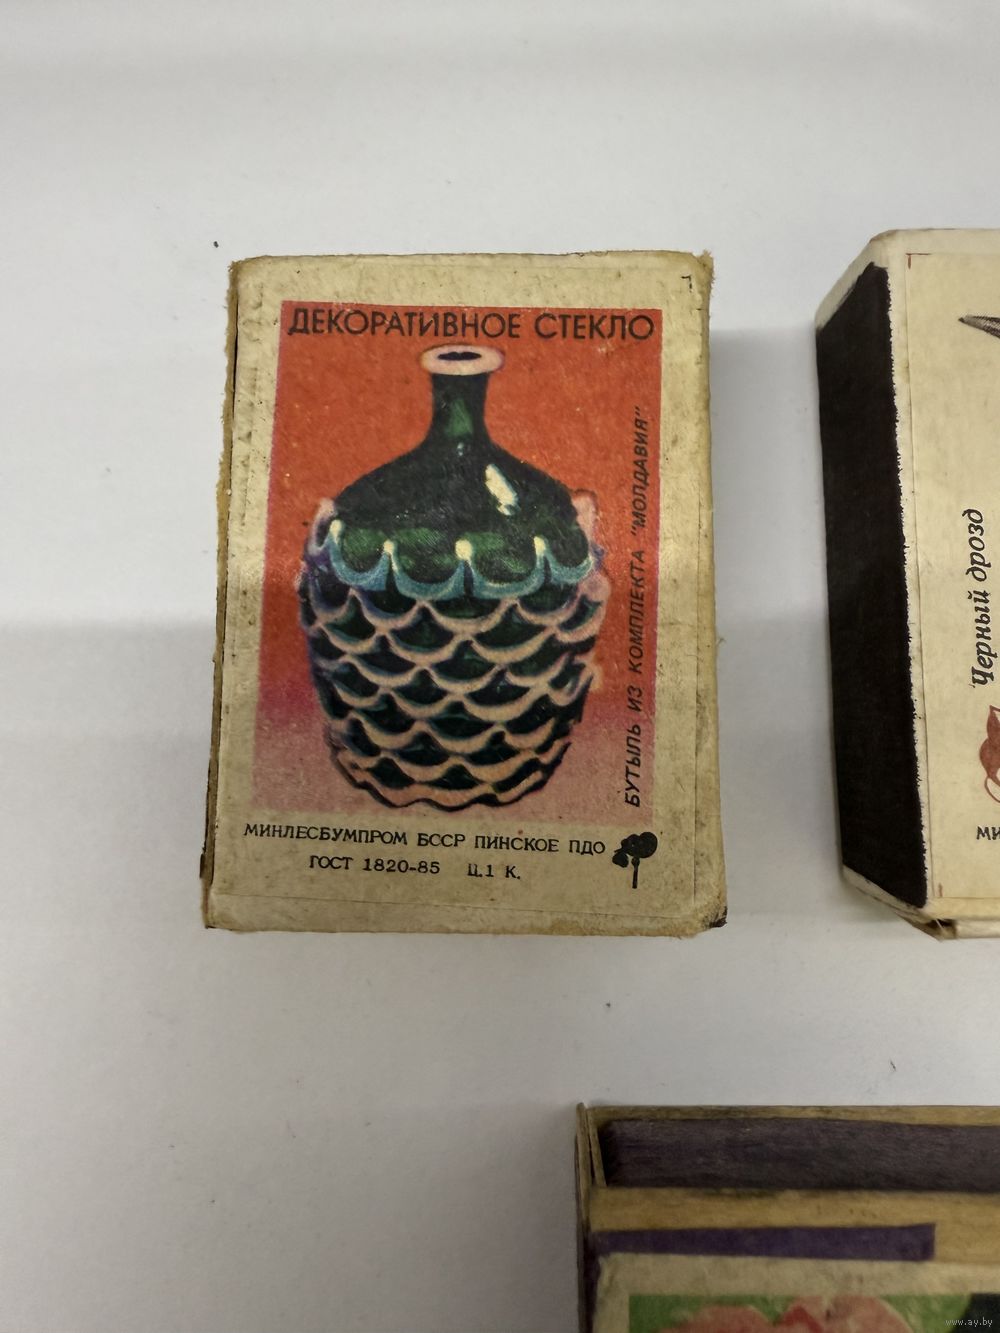 ДЕКОРАТИВНОЕ СТЕКЛО
БУТЫЛЬ ИЗ КОМПЛЕКТА "МОЛДАВИЯ"
МИНЛЕСБУМПРОМ БССР ПИНСКОЕ ПДО
ГОСТ 1820-85 Ц.1 К.
Черный дрозд
МИ
www.ay.by